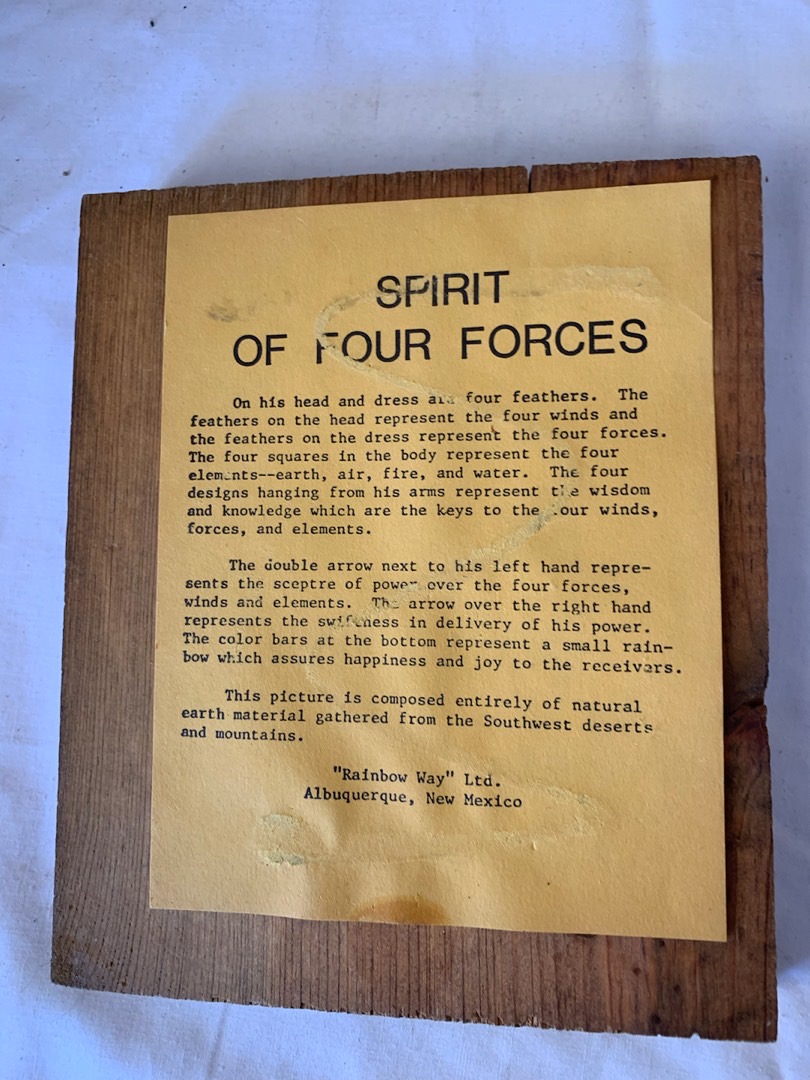 SPIRIT
OF FOUR FORCES
On his head and dress are four feathers. The
feathers on the head represent the four winds and
the feathers on the dress represent the four forces.
The four squares in the body represent the four
elements--earth, air, fire, and water. The four
designs hanging from his arms represent the wisdom
and knowledge which are the keys to the four winds,
forces, and elements.
The double arrow next to his left hand repre-
sents the sceptre of power over the four forces,
winds and elements. The arrow over the right hand
represents the swiftness in delivery of his power.
The color bars at the bottom represent a small rain-
bow which assures happiness and joy to the receivers.
This picture is composed entirely of natural
earth material gathered from the Southwest deserts
and mountains.
"Rainbow Way" Ltd.
Albuquerque, New Mexico